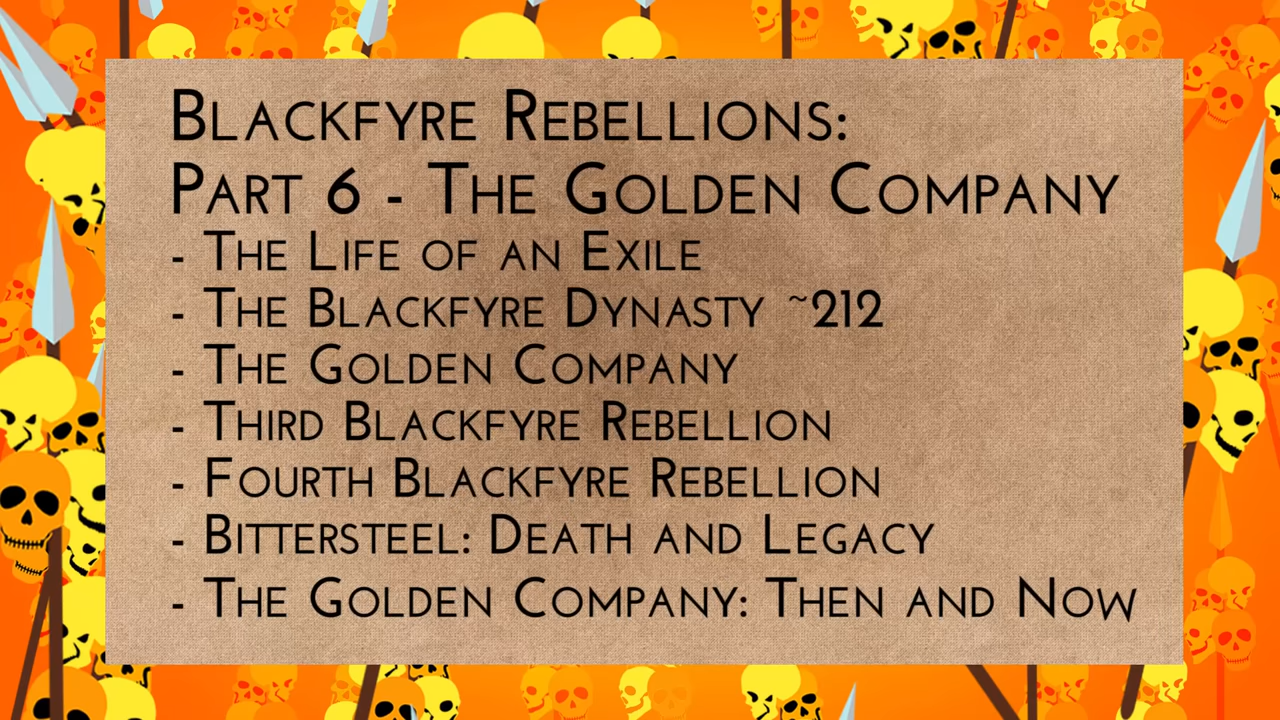 Blackfyre Rebellions:
Part 6 - The Golden Company
- The Life of an Exile
- The Blackfyre Dynasty ~212
- The Golden Company
- Third Blackfyre Rebellion
- Fourth Blackfyre Rebellion
- Bittersteel: Death and Legacy
- The Golden Company: Then and Now